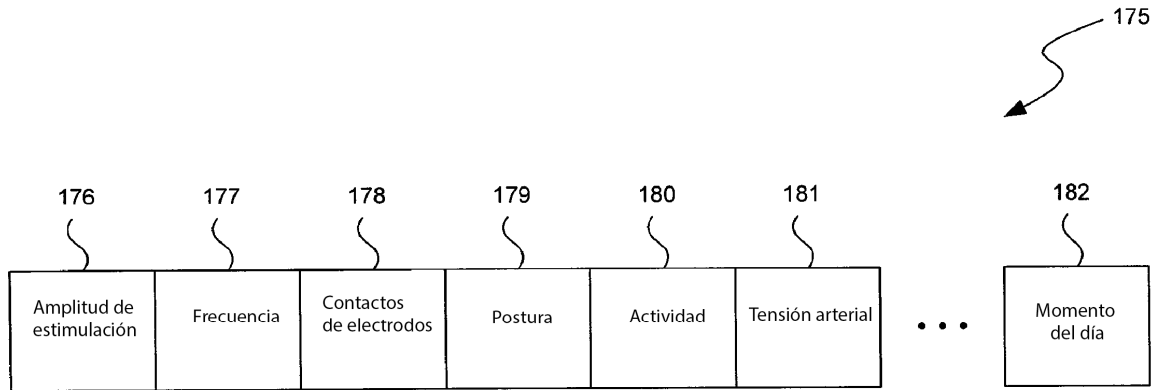 175
176
177
178
179
180
181
182
Amplitud de
estimulación
Frecuencia
Contactos
de electrodos
Postura
Actividad
Tensión arterial
• • •
Momento
del día